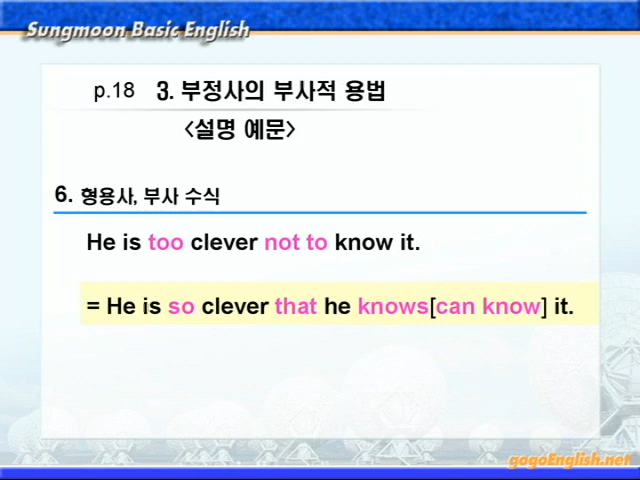 Sungmoon Basic English
p.18 3. 부정사의 부사적 용법
<설명 예문>
6. 형용사, 부사 수식
He is too clever not to know it.
= He is so clever that he knows[can know] it.
gogoEnglish.net